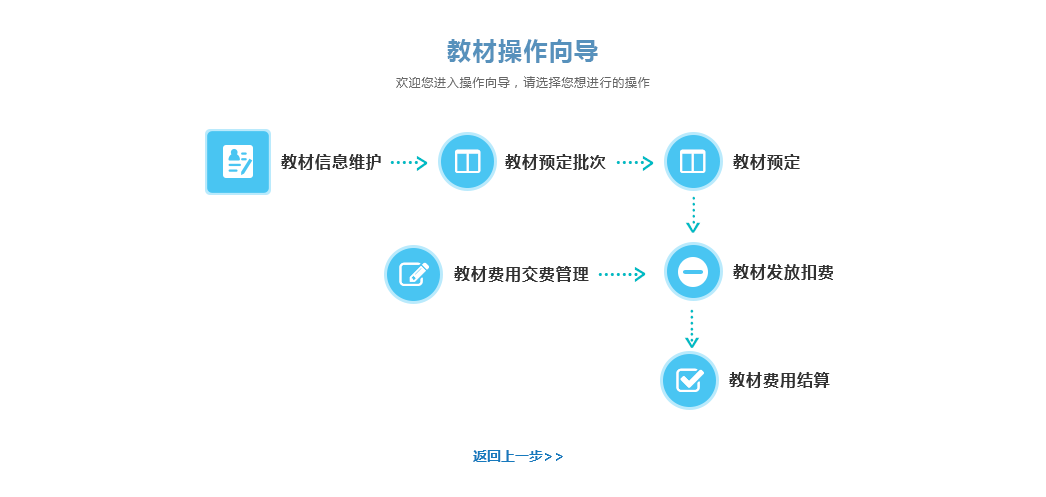 教材操作向导
欢迎您进入操作向导，请选择您想进行的操作
教材信息维护
教材预定批次
教材预定
教材费用交费管理
教材发放扣费
教材费用结算
返回上一步>>